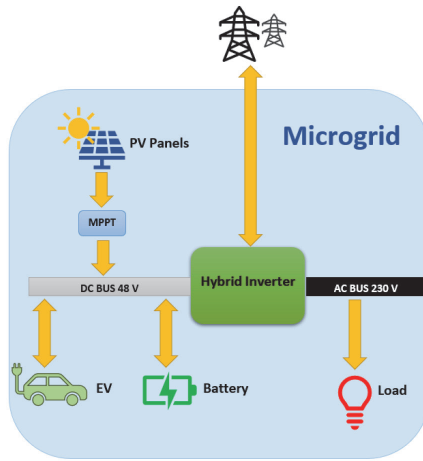 PV Panels
Microgrid
MPPT
Hybrid Inverter
DC BUS 48 V
AC BUS 230 V
EV
Battery
Load